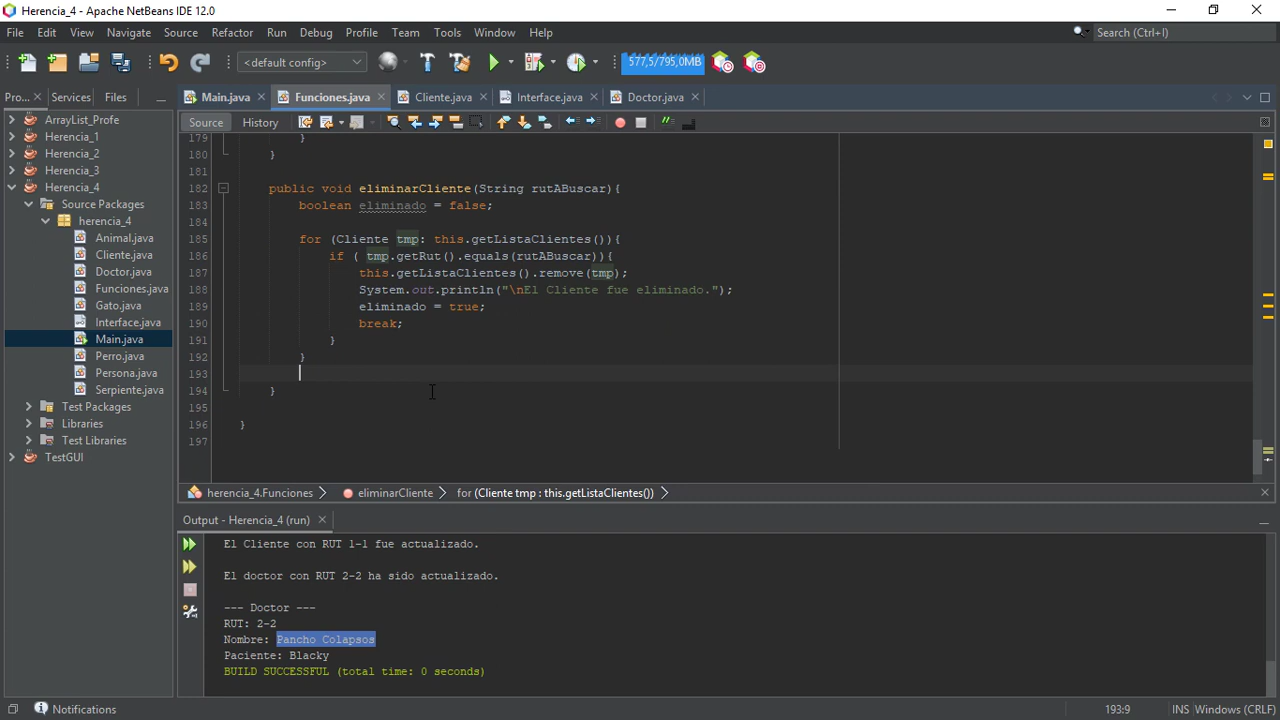 Herencia_4 - Apache NetBeans IDE 12.0
File Edit View Navigate Source Refactor Run Debug Profile Team Tools Window Help
Search (Ctrl+I)
<default config>
577,5/795,0MB
Pro... Services Files
Main.java Funciones.java Cliente.java Interface.java Doctor.java
Source History
ArrayList_Profe
Herencia_1
Herencia_2
Herencia_3
Herencia_4
Source Packages
herencia_4
Animal.java
Cliente.java
Doctor.java
Funciones.java
Gato.java
Interface.java
Main.java
Perro.java
Persona.java
Serpiente.java
Test Packages
Libraries
Test Libraries
TestGUI
179 }
180 }
181
182 public void eliminarCliente(String rutABuscar){
183 boolean eliminado = false;
184
185 for (Cliente tmp: this.getListaClientes()){
186 if ( tmp.getRut().equals(rutABuscar)){
187 this.getListaClientes().remove(tmp);
188 System.out.println("\nEl Cliente fue eliminado.");
189 eliminado = true;
190 break;
191 }
192 }
193
194 }
195
196 }
197
herencia_4.Funciones eliminarCliente for (Cliente tmp : this.getListaClientes())
Output - Herencia_4 (run)
El Cliente con RUT 1-1 fue actualizado.
El doctor con RUT 2-2 ha sido actualizado.
--- Doctor ---
RUT: 2-2
Nombre: Pancho Colapsos
Paciente: Blacky
BUILD SUCCESSFUL (total time: 0 seconds)
Notifications
193:9 INS Windows (CRLF)